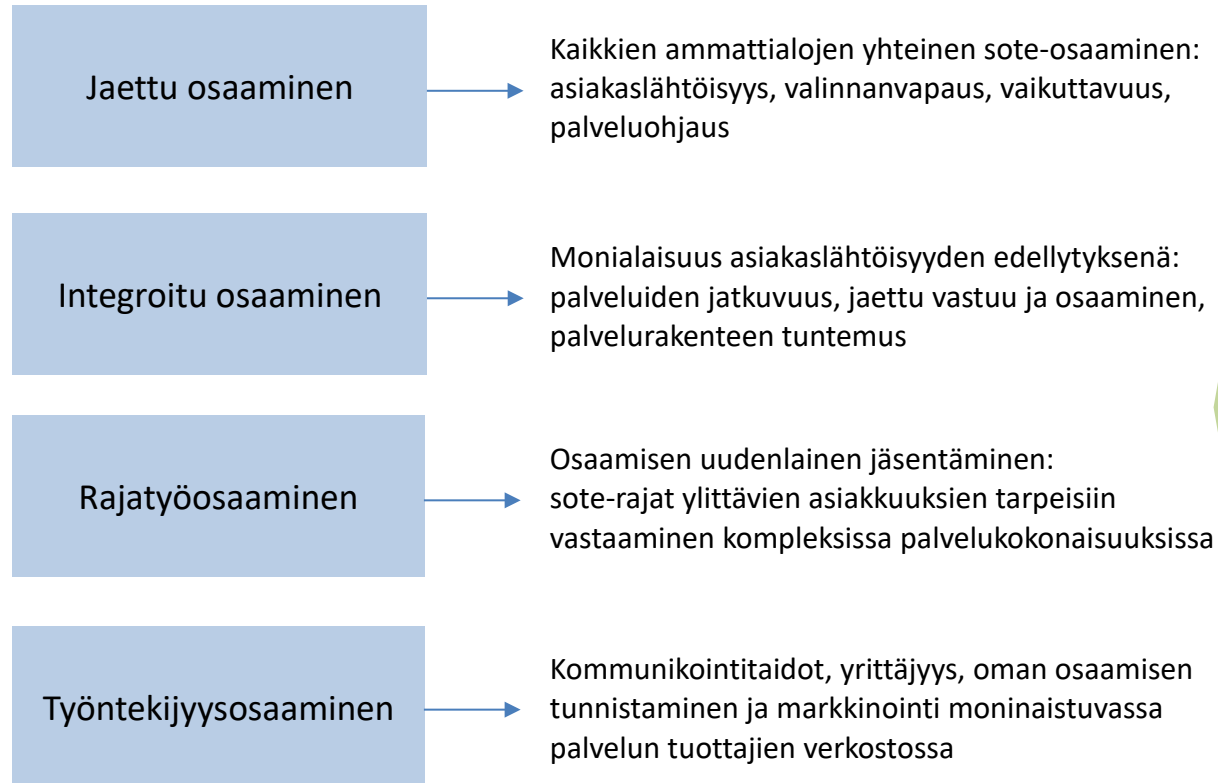 Jaettu osaaminen
Kaikkien ammattialojen yhteinen sote-osaaminen:
asiakaslähtöisyys, valinnanvapaus, vaikuttavuus,
palveluohjaus
Integroitu osaaminen
Monialaisuus asiakaslähtöisyyden edellytyksenä:
palveluiden jatkuvuus, jaettu vastuu ja osaaminen,
palvelurakenteen tuntemus
Rajatyöosaaminen
Osaamisen uudenlainen jäsentäminen:
sote-rajat ylittävien asiakkuuksien tarpeisiin
vastaaminen kompleksissa palvelukokonaisuuksissa
Työntekijyysosaaminen
Kommunikointitaidot, yrittäjyys, oman osaamisen
tunnistaminen ja markkinointi moninaistuvassa
palvelun tuottajien verkostossa